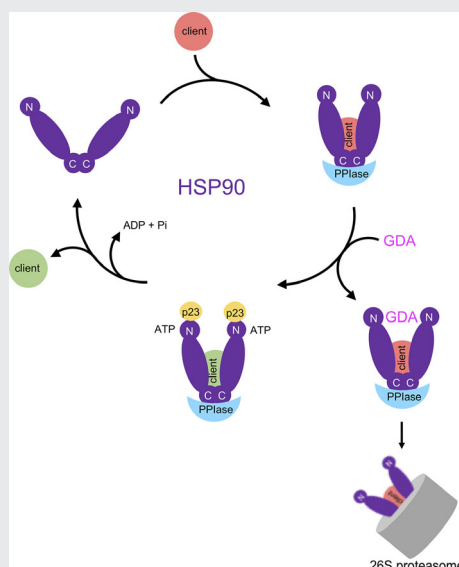 client
N
N
C C
N
N
client
C C
PPIase
HSP90
ADP + Pi
GDA
client
p23
p23
ATP
N
N
ATP
client
C C
PPIase
N
GDA
N
client
C C
PPIase
N
N
client
26S proteasome